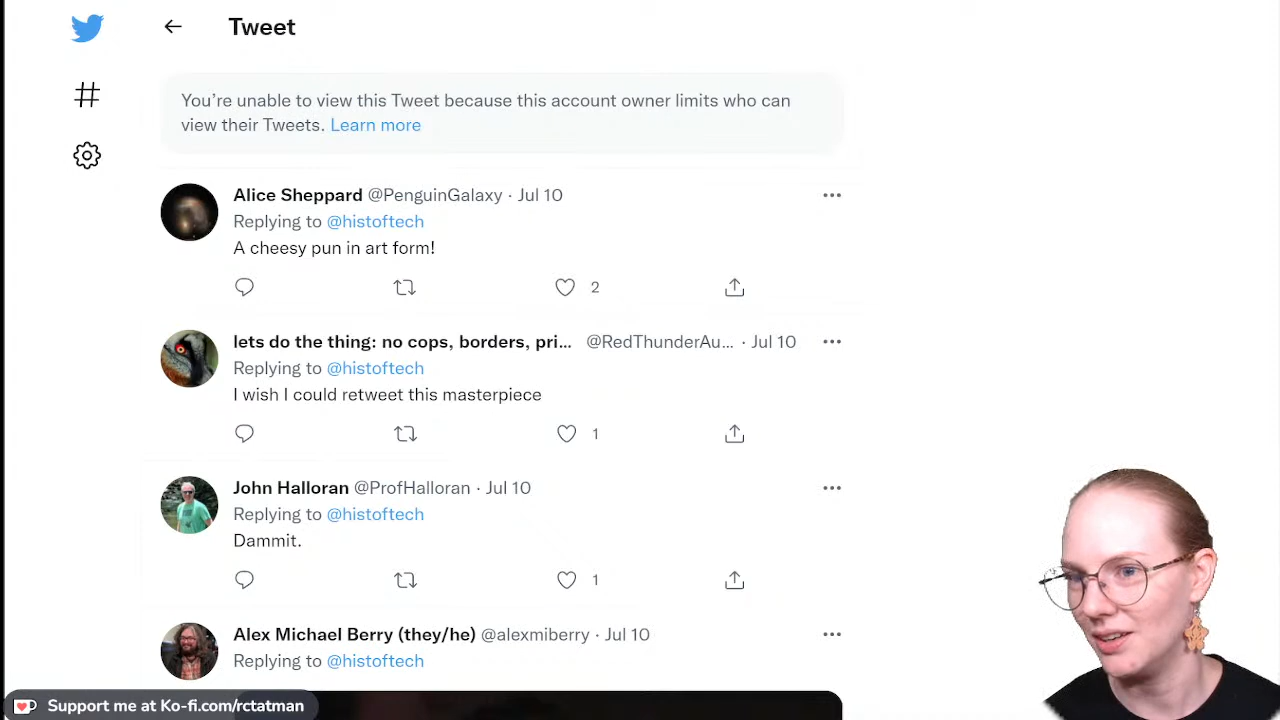 Tweet
You're unable to view this Tweet because this account owner limits who can
view their Tweets. Learn more
Alice Sheppard @PenguinGalaxy · Jul 10
Replying to @histoftech
A cheesy pun in art form!
2
lets do the thing: no cops, borders, pri... @RedThunderAu... · Jul 10
Replying to @histoftech
I wish I could retweet this masterpiece
1
John Halloran @ProfHalloran · Jul 10
Replying to @histoftech
Dammit.
1
Alex Michael Berry (they/he) @alexmiberry · Jul 10
Replying to @histoftech
Support me at Ko-fi.com/rctatman